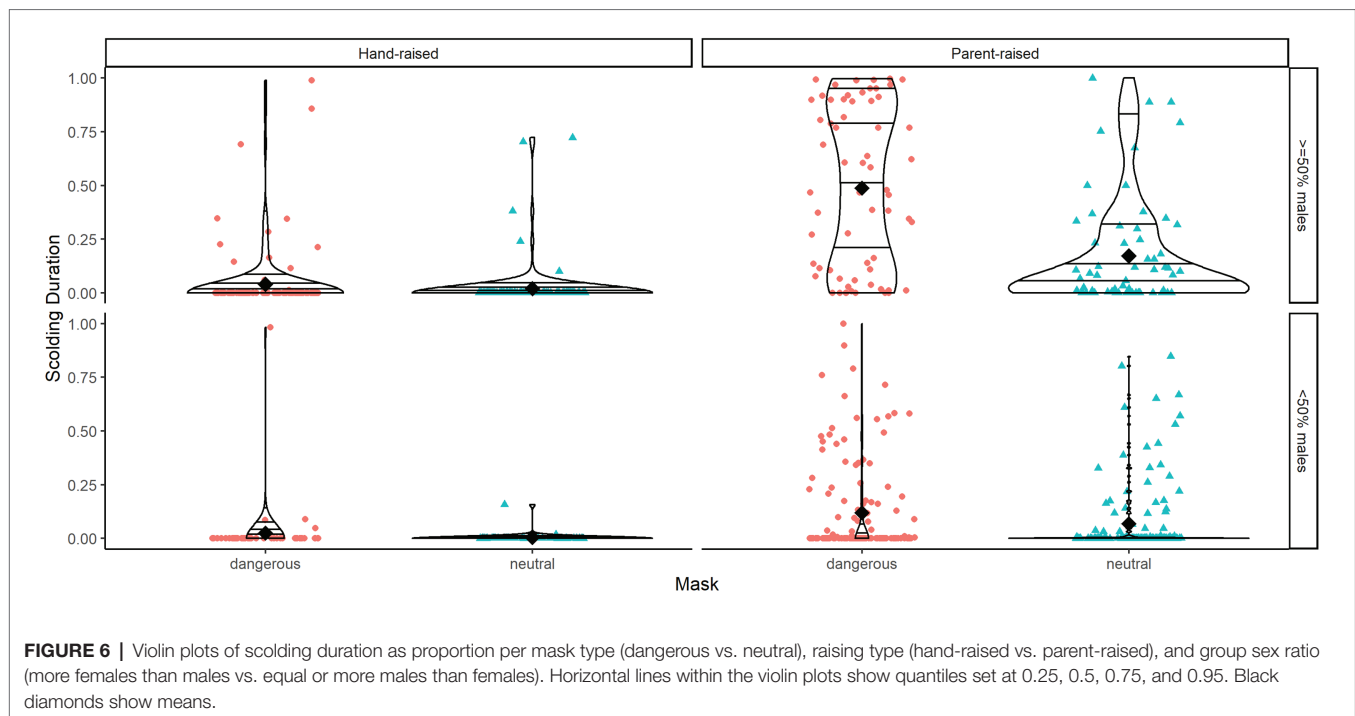 Hand-raised
Parent-raised
Scolding Duration
1.00
0.75
0.50
0.25
0.00
>=50% males
1.00
0.75
0.50
0.25
0.00
<50% males
dangerous
neutral
dangerous
neutral
Mask
FIGURE 6 | Violin plots of scolding duration as proportion per mask type (dangerous vs. neutral), raising type (hand-raised vs. parent-raised), and group sex ratio
(more females than males vs. equal or more males than females). Horizontal lines within the violin plots show quantiles set at 0.25, 0.5, 0.75, and 0.95. Black
diamonds show means.